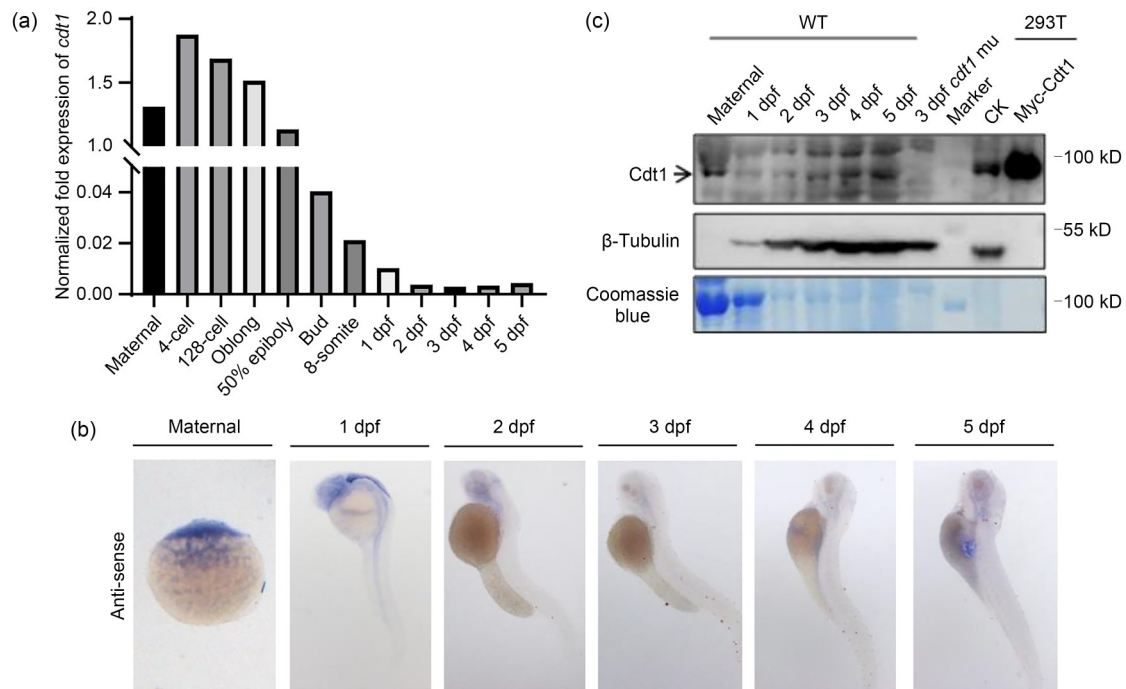 (a)
Normalized fold expression of cdt1
2.0
1.5
1.0
0.04
0.02
0.00
Maternal
4-cell
128-cell
Oblong
50% epiboly
Bud
8-somite
1 dpf
2 dpf
3 dpf
4 dpf
5 dpf
(c)
WT
293T
Maternal
1 dpf
2 dpf
3 dpf
4 dpf
5 dpf
3 dpf cdt1 mu
Marker
CK
Myc-Cdt1
Cdt1
-100 kD
β-Tubulin
-55 kD
Coomassie
blue
-100 kD
(b)
Maternal
1 dpf
2 dpf
3 dpf
4 dpf
5 dpf
Anti-sense